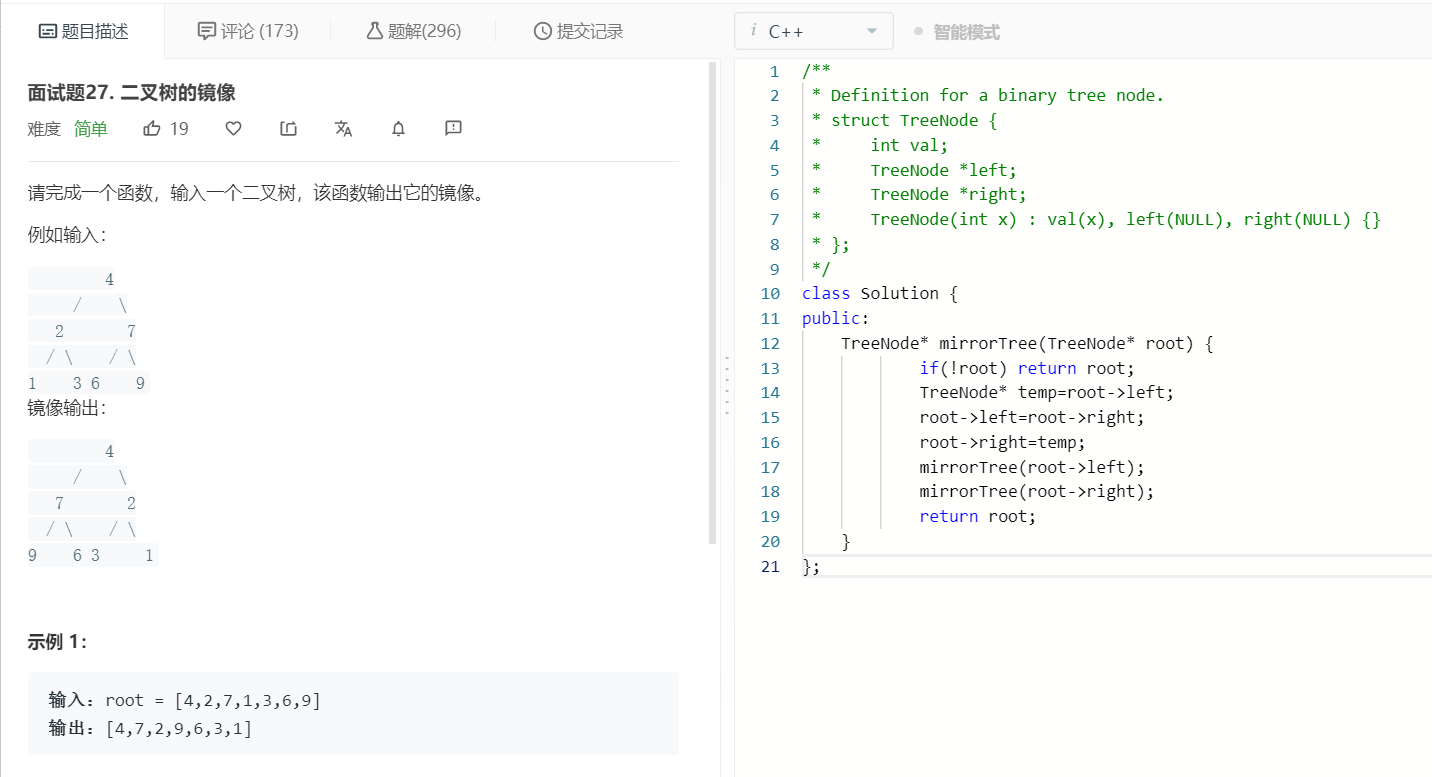 题目描述
评论 (173)
题解(296)
提交记录
面试题27. 二叉树的镜像
难度 简单 19
请完成一个函数，输入一个二叉树，该函数输出它的镜像。
例如输入：
4
/ \
2 7
/ \ / \
1 3 6 9
镜像输出：
4
/ \
7 2
/ \ / \
9 6 3 1
示例 1：
输入：root = [4,2,7,1,3,6,9]
输出：[4,7,2,9,6,3,1]
i C++
智能模式
1 /**
2 * Definition for a binary tree node.
3 * struct TreeNode {
4 * int val;
5 * TreeNode *left;
6 * TreeNode *right;
7 * TreeNode(int x) : val(x), left(NULL), right(NULL) {}
8 * };
9 */
10 class Solution {
11 public:
12 TreeNode* mirrorTree(TreeNode* root) {
13 if(!root) return root;
14 TreeNode* temp=root->left;
15 root->left=root->right;
16 root->right=temp;
17 mirrorTree(root->left);
18 mirrorTree(root->right);
19 return root;
20 }
21 };